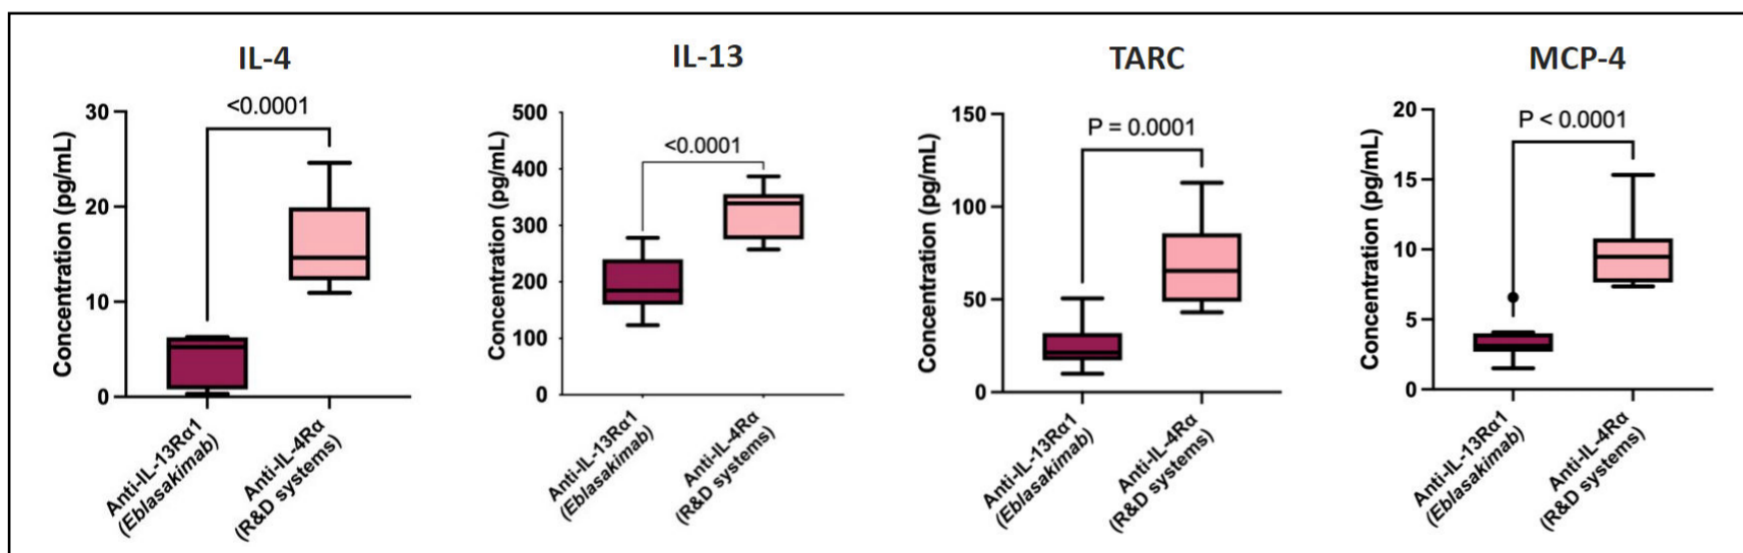 IL-4
<0.0001
Concentration (pg/mL)
30
20
10
0
Anti-IL-13Rα1
(Eblasakimab)
Anti-IL-4Rα
(R&D systems)
IL-13
<0.0001
Concentration (pg/mL)
500
400
300
200
100
0
Anti-IL-13Rα1
(Eblasakimab)
Anti-IL-4Rα
(R&D systems)
TARC
P = 0.0001
Concentration (pg/mL)
150
100
50
0
Anti-IL-13Rα1
(Eblasakimab)
Anti-IL-4Rα
(R&D systems)
MCP-4
P < 0.0001
Concentration (pg/mL)
20
15
10
5
0
Anti-IL-13Rα1
(Eblasakimab)
Anti-IL-4Rα
(R&D systems)